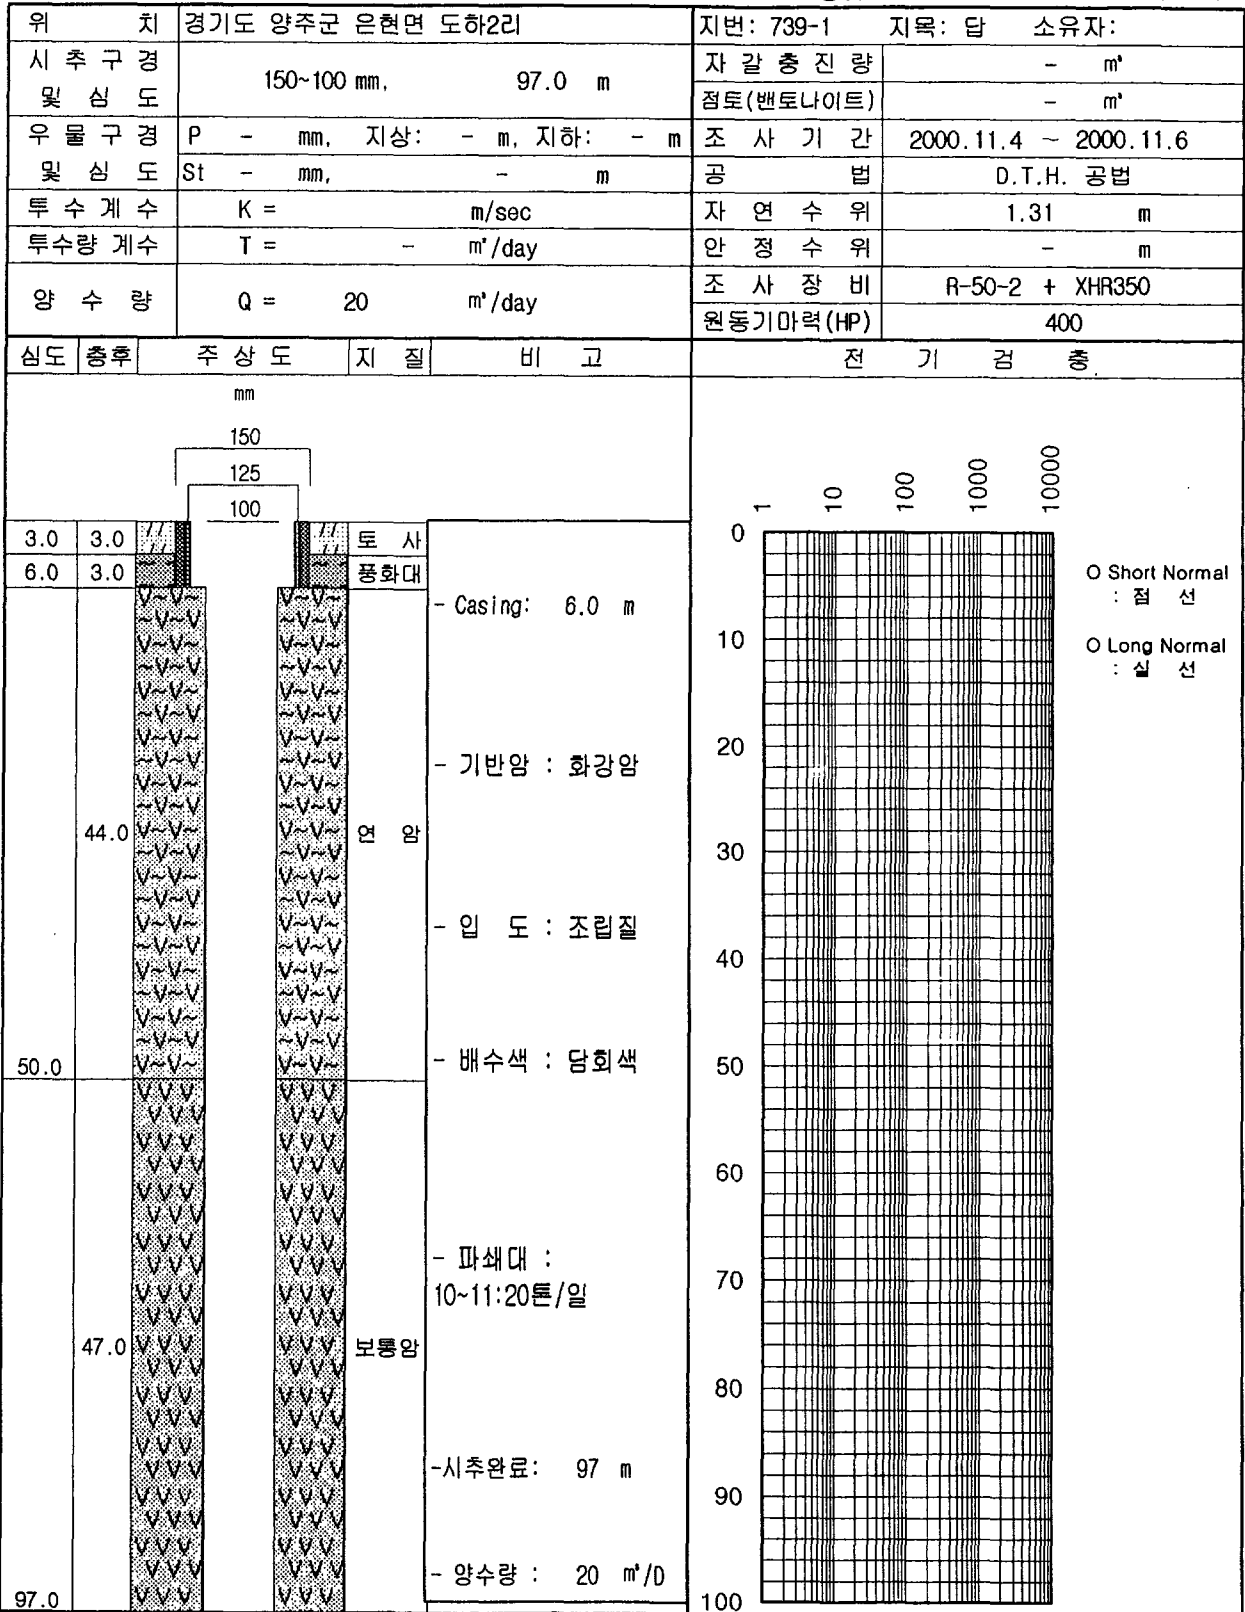 위 치 경기도 양주군 은현면 도하2리 지번: 739-1 지목: 답 소유자:
시 추 구 경 및 심 도 150~100 mm, 97.0 m
자 갈 충 진 량 - m³
점토(밴토나이트) - m³
우 물 구 경 및 심 도 P - mm, 지상: - m, 지하: - m
St - mm, - m
조 사 기 간 2000.11.4 ~ 2000.11.6
공 법 D.T.H. 공법
투 수 계 수 K = m/sec
자 연 수 위 1.31 m
투수량 계수 T = - m³/day
안 정 수 위 - m
양 수 량 Q = 20 m³/day
조 사 장 비 R-50-2 + XHR350
원동기마력(HP) 400
심도 층후 주 상 도 지 질 비 고 전 기 검 층
mm
150
125
100
3.0 3.0 토 사
6.0 3.0 풍화대
- Casing: 6.0 m
- 기반암 : 화강암
44.0 연 암
- 입 도 : 조립질
- 배수색 : 담회색
50.0
- 파쇄대 :
10~11:20톤/일
47.0 보통암
-시추완료: 97 m
- 양수량 : 20 m³/D
97.0
1 10 100 1000 10000
0
10
20
30
40
50
60
70
80
90
100
O Short Normal
: 점 선
O Long Normal
: 실 선